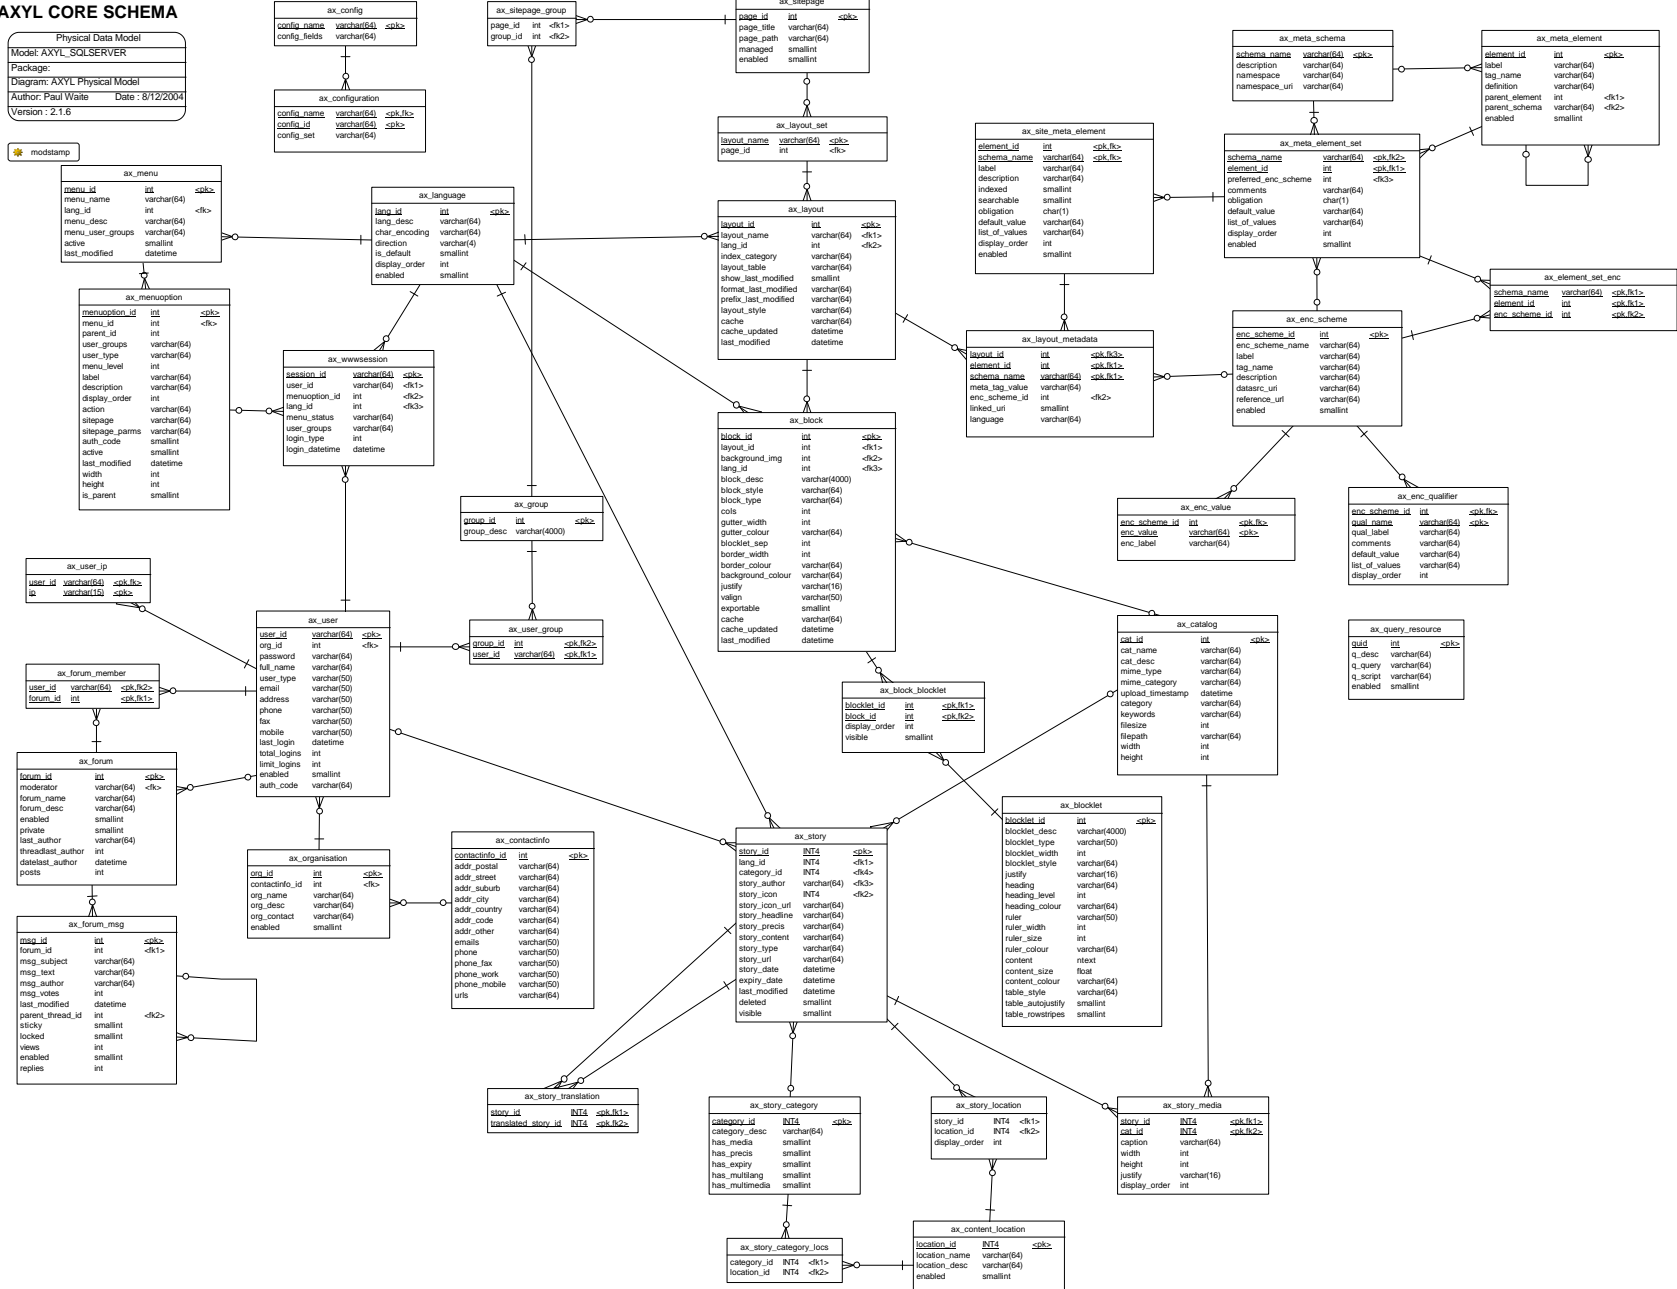 AXYL CORE SCHEMA
Physical Data Model
Model: AXYL_SQLSERVER
Package:
Diagram: AXYL Physical Model
Author: Paul Waite Date : 8/12/2004
Version : 2.1.6
modstamp
ax_config
config_name varchar(64) <pk>
config_fields varchar(64)
ax_configuration
config_name varchar(64) <pk,fk>
config_id varchar(64) <pk>
config_set varchar(64)
ax_sitepage_group
page_id int <fk1>
group_id int <fk2>
ax_sitepage
page_id int <pk>
page_title varchar(64)
page_path varchar(64)
managed smallint
enabled smallint
ax_layout_set
layout_name varchar(64) <pk>
page_id int <fk>
ax_meta_schema
schema_name varchar(64) <pk>
description varchar(64)
namespace varchar(64)
namespace_uri varchar(64)
ax_meta_element
element_id int <pk>
label varchar(64)
tag_name varchar(64)
definition varchar(64)
parent_element int <fk1>
parent_schema varchar(64) <fk2>
enabled smallint
ax_site_meta_element
element_id int <pk,fk>
schema_name varchar(64) <pk,fk>
label varchar(64)
description varchar(64)
indexed smallint
searchable smallint
obligation char(1)
default_value varchar(64)
list_of_values varchar(64)
display_order int
enabled smallint
ax_meta_element_set
schema_name varchar(64) <pk,fk2>
element_id int <pk,fk1>
preferred_enc_scheme int <fk3>
comments varchar(64)
obligation char(1)
default_value varchar(64)
list_of_values varchar(64)
display_order int
enabled smallint
ax_element_set_enc
schema_name varchar(64) <pk,fk1>
element_id int <pk,fk1>
enc_scheme_id int <pk,fk2>
ax_menu
menu_id int <pk>
menu_name varchar(64)
lang_id int <fk>
menu_desc varchar(64)
menu_user_groups varchar(64)
active smallint
last_modified datetime
ax_language
lang_id int <pk>
lang_desc varchar(64)
char_encoding varchar(64)
direction varchar(4)
is_default smallint
display_order int
enabled smallint
ax_layout
layout_id int <pk>
layout_name varchar(64) <fk1>
lang_id int <fk2>
index_category varchar(64)
layout_table varchar(64)
show_last_modified smallint
format_last_modified varchar(64)
prefix_last_modified varchar(64)
layout_style varchar(64)
cache varchar(64)
cache_updated datetime
last_modified datetime
ax_menuoption
menuoption_id int <pk>
menu_id int <fk>
parent_id int
user_groups varchar(64)
user_type varchar(64)
menu_level int
label varchar(64)
description varchar(64)
display_order int
action varchar(64)
sitepage varchar(64)
sitepage_parms varchar(64)
auth_code smallint
active smallint
last_modified datetime
width int
height int
is_parent smallint
ax_wwwsession
session_id varchar(64) <pk>
user_id varchar(64) <fk1>
menuoption_id int <fk2>
lang_id int <fk3>
menu_status varchar(64)
user_groups varchar(64)
login_type int
login_datetime datetime
ax_layout_metadata
layout_id int <pk,fk3>
element_id int <pk,fk1>
schema_name varchar(64) <pk,fk1>
meta_tag_value varchar(64)
enc_scheme_id int <fk2>
linked_uri smallint
language varchar(64)
ax_enc_scheme
enc_scheme_id int <pk>
enc_scheme_name varchar(64)
label varchar(64)
tag_name varchar(64)
description varchar(64)
datasrc_uri varchar(64)
reference_url varchar(64)
enabled smallint
ax_block
block_id int <pk>
layout_id int <fk1>
background_img int <fk2>
lang_id int <fk3>
block_desc varchar(4000)
block_style varchar(64)
block_type varchar(64)
cols int
gutter_width int
gutter_colour varchar(64)
blocklet_sep int
border_width int
border_colour varchar(64)
background_colour varchar(64)
justify varchar(16)
valign varchar(50)
exportable smallint
cache varchar(64)
cache_updated datetime
last_modified datetime
ax_group
group_id int <pk>
group_desc varchar(4000)
ax_enc_value
enc_scheme_id int <pk,fk>
enc_value varchar(64) <pk>
enc_label varchar(64)
ax_enc_qualifier
enc_scheme_id int <pk,fk>
qual_name varchar(64) <pk>
qual_label varchar(64)
comments varchar(64)
default_value varchar(64)
list_of_values varchar(64)
display_order int
ax_user_ip
user_id varchar(64) <pk,fk>
ip varchar(15) <pk>
ax_user
user_id varchar(64) <pk>
org_id int <fk>
password varchar(64)
full_name varchar(64)
user_type varchar(50)
email varchar(50)
address varchar(50)
phone varchar(50)
fax varchar(50)
mobile varchar(50)
last_login datetime
total_logins int
limit_logins int
enabled smallint
auth_code varchar(64)
ax_user_group
group_id int <pk,fk2>
user_id varchar(64) <pk,fk1>
ax_catalog
cat_id int <pk>
cat_name varchar(64)
cat_desc varchar(64)
mime_type varchar(64)
mime_category varchar(64)
upload_timestamp datetime
category varchar(64)
keywords varchar(64)
filesize int
filepath varchar(64)
width int
height int
ax_query_resource
quid int <pk>
q_desc varchar(64)
q_query varchar(64)
q_script varchar(64)
enabled smallint
ax_forum_member
user_id varchar(64) <pk,fk2>
forum_id int <pk,fk1>
ax_block_blocklet
blocklet_id int <pk,fk1>
block_id int <pk,fk2>
display_order int
visible smallint
ax_forum
forum_id int <pk>
moderator varchar(64) <fk>
forum_name varchar(64)
forum_desc varchar(64)
enabled smallint
private smallint
last_author varchar(64)
threadlast_author int
datelast_author datetime
posts int
ax_blocklet
blocklet_id int <pk>
blocklet_desc varchar(4000)
blocklet_type varchar(50)
blocklet_width int
blocklet_style varchar(64)
justify varchar(16)
heading varchar(64)
heading_level int
heading_colour varchar(64)
ruler varchar(50)
ruler_width int
ruler_size int
ruler_colour varchar(64)
content ntext
content_size float
content_colour varchar(64)
table_style varchar(64)
table_autojustify smallint
table_rowstripes smallint
ax_organisation
org_id int <pk>
contactinfo_id int <fk>
org_name varchar(64)
org_desc varchar(64)
org_contact varchar(64)
enabled smallint
ax_contactinfo
contactinfo_id int <pk>
addr_postal varchar(64)
addr_street varchar(64)
addr_suburb varchar(64)
addr_city varchar(64)
addr_country varchar(64)
addr_code varchar(64)
addr_other varchar(64)
emails varchar(50)
phone varchar(50)
phone_fax varchar(50)
phone_work varchar(50)
phone_mobile varchar(50)
urls varchar(64)
ax_story
story_id INT4 <pk>
lang_id INT4 <fk1>
category_id INT4 <fk4>
story_author varchar(64) <fk3>
story_icon INT4 <fk2>
story_icon_url varchar(64)
story_headline varchar(64)
story_precis varchar(64)
story_content varchar(64)
story_type varchar(64)
story_url varchar(64)
story_date datetime
expiry_date datetime
last_modified datetime
deleted smallint
visible smallint
ax_forum_msg
msg_id int <pk>
forum_id int <fk1>
msg_subject varchar(64)
msg_text varchar(64)
msg_author varchar(64)
msg_votes int
last_modified datetime
parent_thread_id int <fk2>
sticky smallint
locked smallint
views int
enabled smallint
replies int
ax_story_translation
story_id INT4 <pk,fk1>
translated_story_id INT4 <pk,fk2>
ax_story_category
category_id INT4 <pk>
category_desc varchar(64)
has_media smallint
has_precis smallint
has_expiry smallint
has_multilang smallint
has_multimedia smallint
ax_story_location
story_id INT4 <fk1>
location_id INT4 <fk2>
display_order int
ax_story_media
story_id INT4 <pk,fk1>
cat_id INT4 <pk,fk2>
caption varchar(64)
width int
height int
justify varchar(16)
display_order int
ax_story_category_locs
category_id INT4 <fk1>
location_id INT4 <fk2>
ax_content_location
location_id INT4 <pk>
location_name varchar(64)
location_desc varchar(64)
enabled smallint